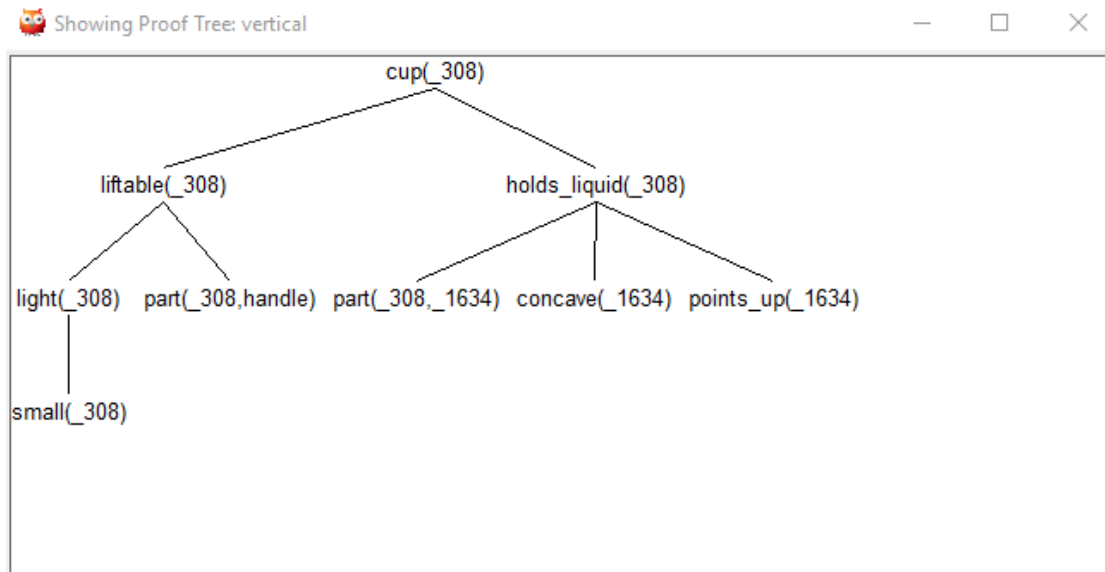 Showing Proof Tree: vertical
cup(_308)
liftable(_308) holds_liquid(_308)
light(_308) part(_308,handle) part(_308,_1634) concave(_1634) points_up(_1634)
small(_308)